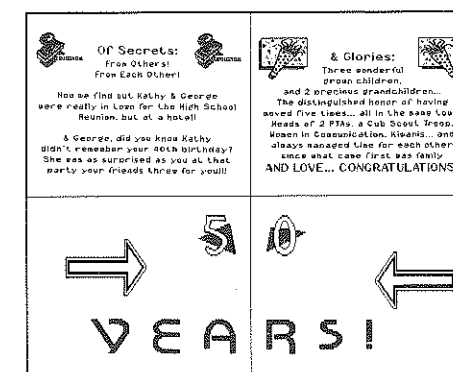 Of Secrets:
From Others!
From Each Other!
Now we find out Kathy & George
were really in town for the High School
Reunion, but at a hotel!
& George, did you know Kathy
didn't remember your 40th birthday?
She was as surprised as you at that
party your friends threw for you!!!
& Glories:
Three wonderful
grown children,
and 2 precious grandchildren...
The distinguished honor of having
moved five times... all in the same town
Heads of 2 PTAs, a Cub Scout Troop,
Women in Communication, Kiwanis... and
always managed time for each other
since what came first was family
AND LOVE... CONGRATULATIONS
50
YEARS!